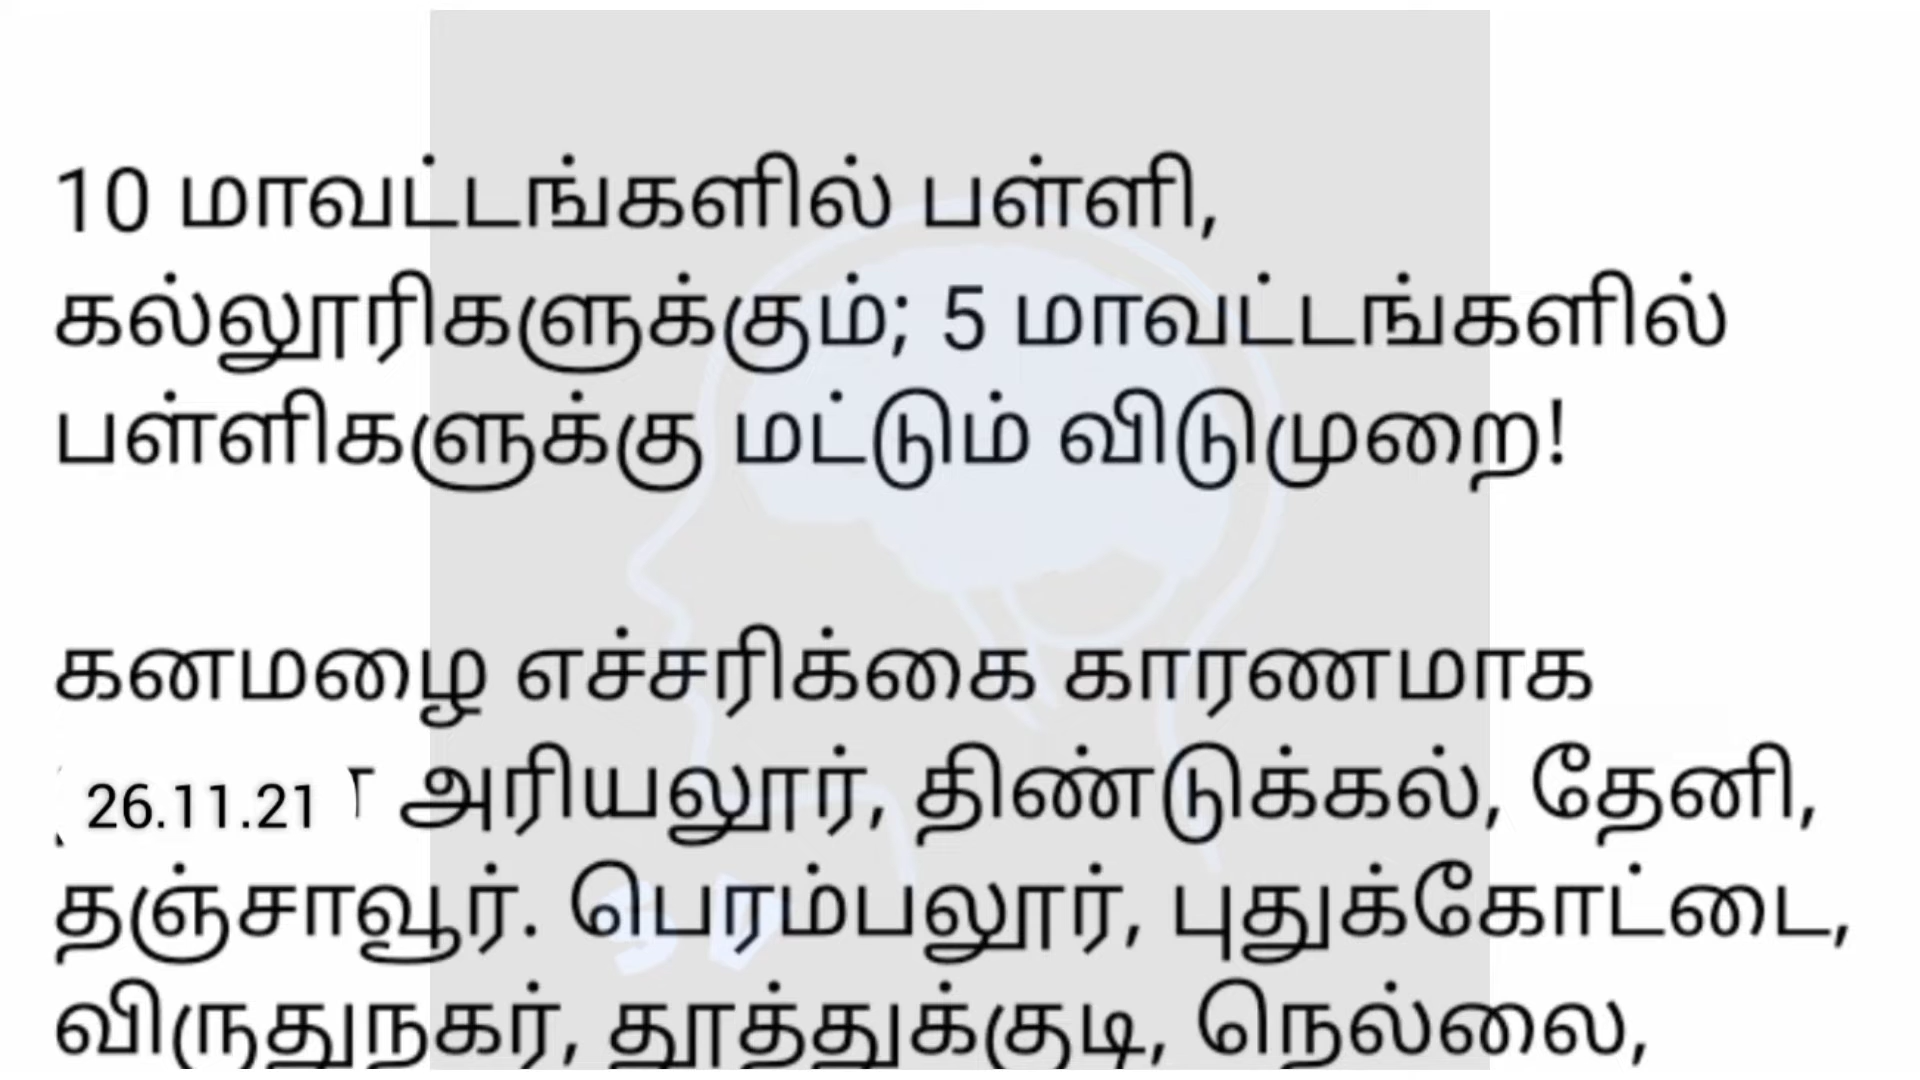 10 மாவட்டங்களில் பள்ளி,
கல்லூரிகளுக்கும்; 5 மாவட்டங்களில்
பள்ளிகளுக்கு மட்டும் விடுமுறை!
கனமழை எச்சரிக்கை காரணமாக
26.11.21 அரியலூர், திண்டுக்கல், தேனி,
தஞ்சாவூர். பெரம்பலூர், புதுக்கோட்டை,
விருதுநகர், தூத்துக்குடி, நெல்லை,